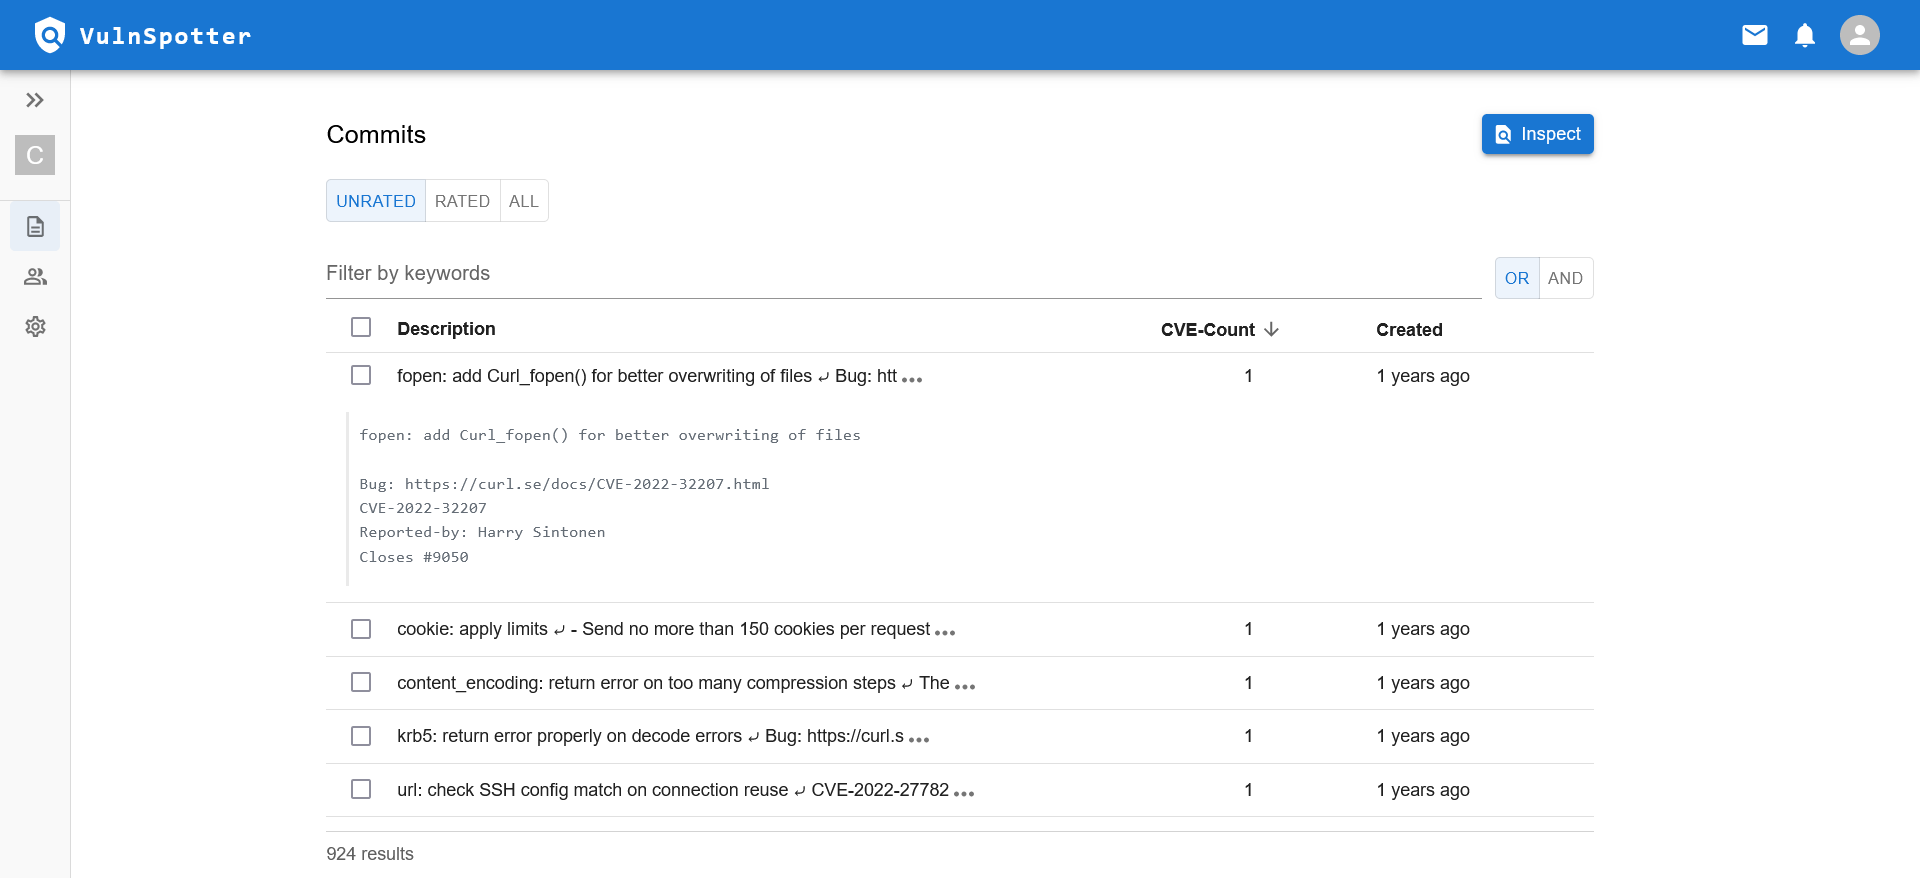 VulnSpotter
C
Commits
Inspect
UNRATED RATED ALL
Filter by keywords
OR AND
Description CVE-Count Created
fopen: add Curl_fopen() for better overwriting of files ⤶ Bug: htt ••• 1 1 years ago
fopen: add Curl_fopen() for better overwriting of files
Bug: https://curl.se/docs/CVE-2022-32207.html
CVE-2022-32207
Reported-by: Harry Sintonen
Closes #9050
cookie: apply limits ⤶ - Send no more than 150 cookies per request ••• 1 1 years ago
content_encoding: return error on too many compression steps ⤶ The ••• 1 1 years ago
krb5: return error properly on decode errors ⤶ Bug: https://curl.s ••• 1 1 years ago
url: check SSH config match on connection reuse ⤶ CVE-2022-27782 ••• 1 1 years ago
924 results